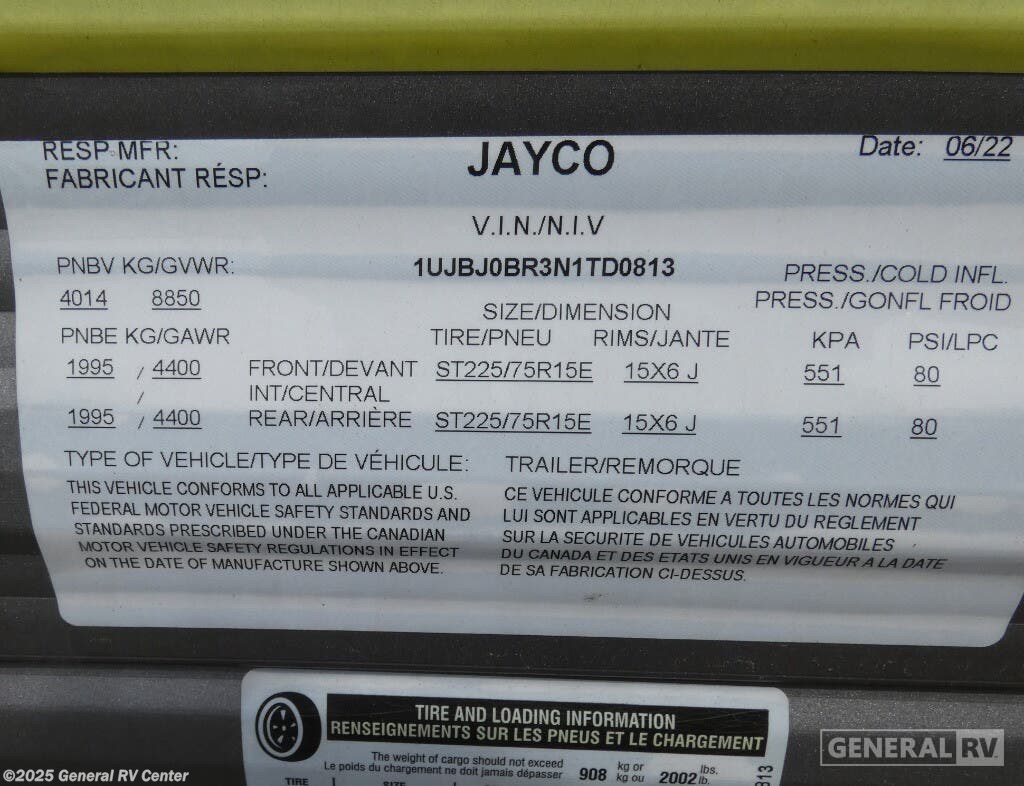 RESP MFR: JAYCO Date: 06/22
FABRICANT RÉSP:
V.I.N./N.I.V
PNBV KG/GVWR: 1UJBJ0BR3N1TD0813 PRESS./COLD INFL.
4014 8850 SIZE/DIMENSION PRESS./GONFL FROID
PNBE KG/GAWR TIRE/PNEU RIMS/JANTE KPA PSI/LPC
1995 / 4400 FRONT/DEVANT ST225/75R15E 15X6 J 551 80
/ INT/CENTRAL
1995 / 4400 REAR/ARRIÈRE ST225/75R15E 15X6 J 551 80
TYPE OF VEHICLE/TYPE DE VÉHICULE: TRAILER/REMORQUE
THIS VEHICLE CONFORMS TO ALL APPLICABLE U.S.
FEDERAL MOTOR VEHICLE SAFETY STANDARDS AND
STANDARDS PRESCRIBED UNDER THE CANADIAN
MOTOR VEHICLE SAFETY REGULATIONS IN EFFECT
ON THE DATE OF MANUFACTURE SHOWN ABOVE.
CE VEHICULE CONFORME A TOUTES LES NORMES QUI
LUI SONT APPLICABLES EN VERTU DU REGLEMENT
SUR LA SECURITE DE VEHICULES AUTOMOBILES
DU CANADA ET DES ETATS UNIS EN VIGUEUR A LA DATE
DE SA FABRICATION CI-DESSUS.
TIRE AND LOADING INFORMATION
RENSEIGNEMENTS SUR LES PNEUS ET LE CHARGEMENT
The weight of cargo should not exceed
Le poids du chargement ne doit jamais dépasser
908 kg or kg ou 2002 lbs. lb.
TIRE SIZE
813
GENERAL RV
©2025 General RV Center